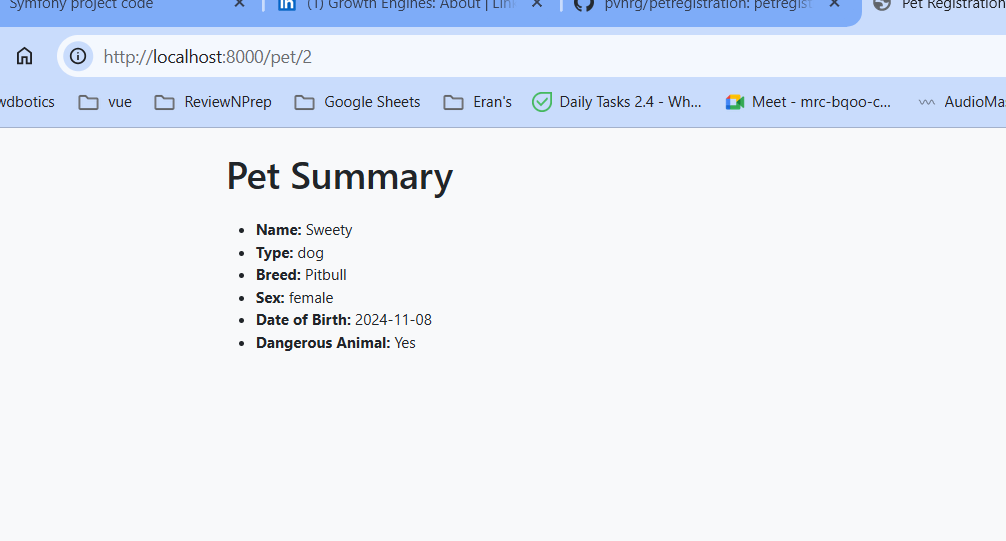 Symfony project code
(1) Growth Engines: About | Lin
pvnrg/petregistration: petregist
Pet Registration
http://localhost:8000/pet/2
wdbotics
vue
ReviewNPrep
Google Sheets
Eran's
Daily Tasks 2.4 - Wh...
Meet - mrc-bqoo-c...
AudioMas
Pet Summary
Name: Sweety
Type: dog
Breed: Pitbull
Sex: female
Date of Birth: 2024-11-08
Dangerous Animal: Yes